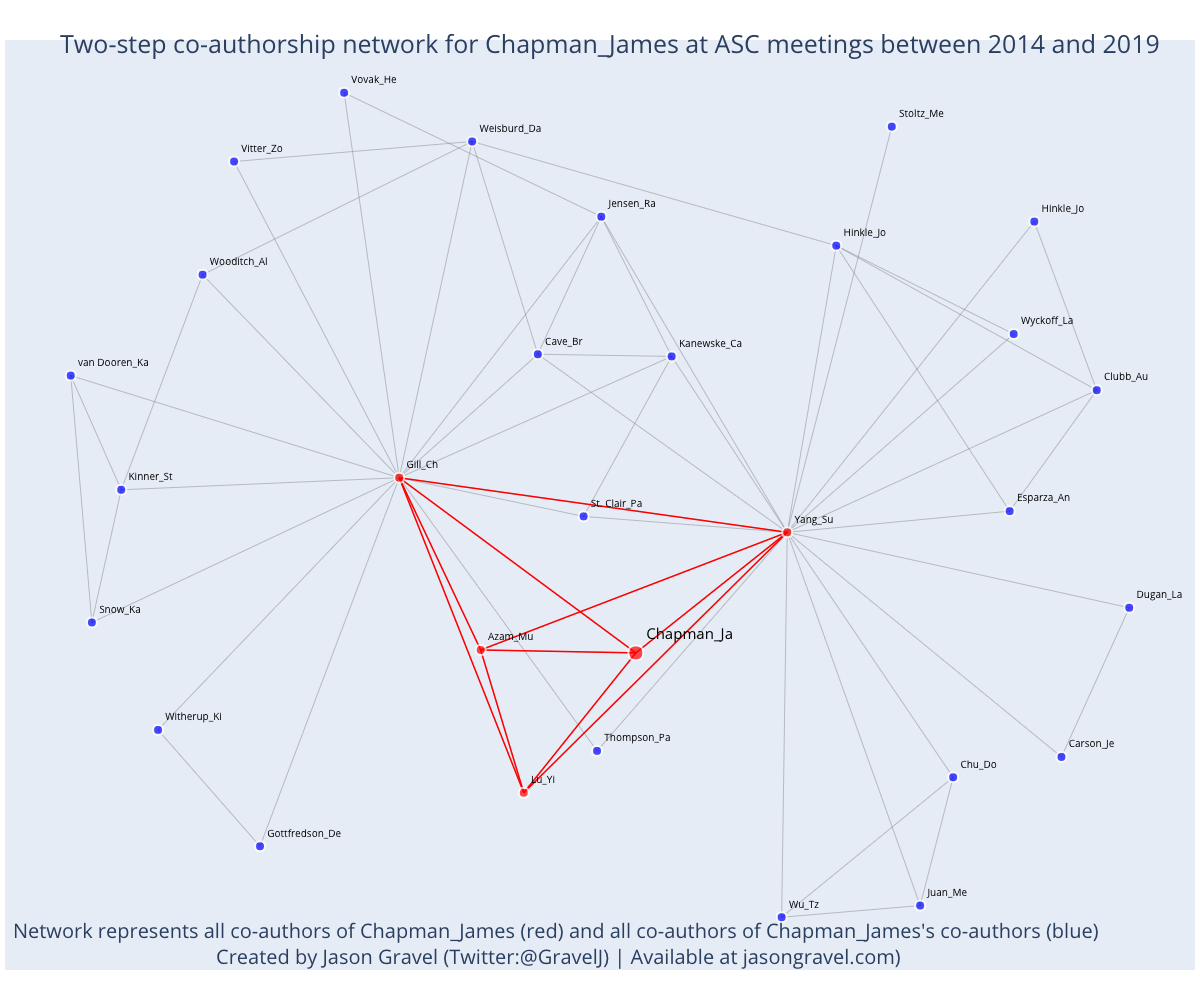 Two-step co-authorship network for Chapman_James at ASC meetings between 2014 and 2019
Vovak_He
Stoltz_Me
Weisburd_Da
Vitter_Zo
Jensen_Ra
Hinkle_Jo
Hinkle_Jo
Wooditch_Al
Wyckoff_La
Cave_Br
Kanewske_Ca
van Dooren_Ka
Clubb_Au
Gill_Ch
Kinner_St
Esparza_An
St. Clair_Pa
Yang_Su
Dugan_La
Snow_Ka
Azam_Mu
Chapman_Ja
Witherup_Ki
Thompson_Pa
Carson_Je
Chu_Do
Lu_Yi
Gottfredson_De
Juan_Me
Wu_Tz
Network represents all co-authors of Chapman_James (red) and all co-authors of Chapman_James's co-authors (blue)
Created by Jason Gravel (Twitter:@GravelJ) | Available at jasongravel.com)